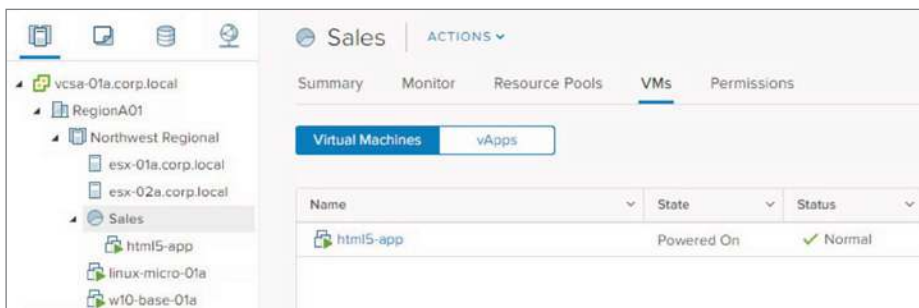 Sales
ACTIONS
vcsa-01a.corp.local
RegionA01
Northwest Regional
esx-01a.corp.local
esx-02a.corp.local
Sales
html5-app
linux-micro-01a
w10-base-01a
Summary Monitor Resource Pools VMs Permissions
Virtual Machines vApps
Name State Status
html5-app Powered On Normal